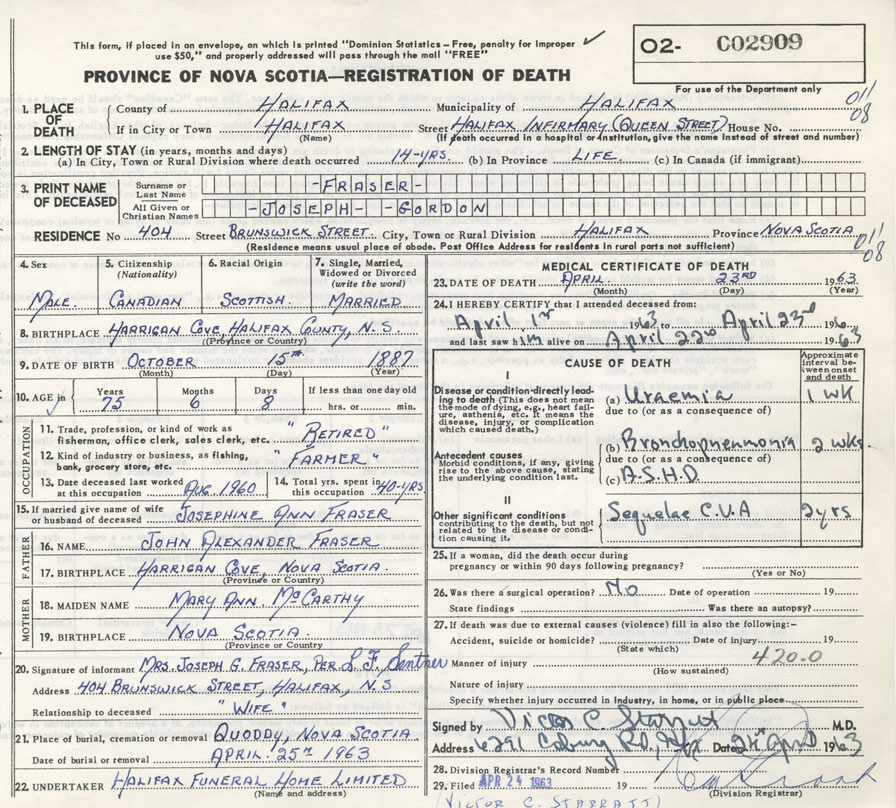 This form, if placed in an envelope, on which is printed "Dominion Statistics – Free, penalty for improper
use $50," and properly addressed will pass through the mail "FREE"
O2- C02909
PROVINCE OF NOVA SCOTIA—REGISTRATION OF DEATH
For use of the Department only
011
08
1. PLACE OF DEATH
County of HALIFAX Municipality of HALIFAX
If in City or Town HALIFAX Street HALIFAX INFIRMARY (QUEEN STREET) House No.
(Name) (If death occurred in a hospital or institution, give its name instead of street and number)
2. LENGTH OF STAY (in years, months and days)
(a) In City, Town or Rural Division where death occurred 14-YRS. (b) In Province LIFE. (c) In Canada (if immigrant)
3. PRINT NAME OF DECEASED
Surname or Last Name -FRASER-
All Given or Christian Names -JOSEPH- -GORDON
RESIDENCE No 404 Street BRUNSWICK STREET. City, Town or Rural Division HALIFAX Province NOVA SCOTIA
(Residence means usual place of abode. Post Office Address for residents in rural parts not sufficient)
011
08
4. Sex 5. Citizenship (Nationality) 6. Racial Origin 7. Single, Married, Widowed or Divorced (write the word)
MALE. CANADIAN SCOTTISH. MARRIED
8. BIRTHPLACE HARRIGAN COVE HALIFAX COUNTY, N.S.
(Province or Country)
9. DATE OF BIRTH OCTOBER 15TH. 1887
(Month) (Day) (Year)
10. AGE in Years Months Days If less than one day old
75 6 8 hrs. or min.
OCCUPATION
11. Trade, profession, or kind of work as
fisherman, office clerk, sales clerk, etc. "RETIRED"
12. Kind of industry or business, as fishing,
bank, grocery store, etc. "FARMER"
13. Date deceased last worked
at this occupation AUG. 1960
14. Total yrs. spent in
this occupation 40-YRS.
15. If married give name of wife
or husband of deceased JOSEPHINE ANN FRASER
FATHER
16. NAME JOHN ALEXANDER FRASER
17. BIRTHPLACE HARRIGAN COVE, NOVA SCOTIA.
(Province or Country)
MOTHER
18. MAIDEN NAME MARY ANN. McCARTHY
19. BIRTHPLACE NOVA SCOTIA.
(Province or Country)
20. Signature of informant MRS. JOSEPH G. FRASER, PER. L. F.
Address 404 BRUNSWICK STREET, HALIFAX, N.S
Relationship to deceased "WIFE"
21. Place of burial, cremation or removal QUODDY, NOVA SCOTIA
Date of burial or removal APRIL. 25TH 1963
22. UNDERTAKER HALIFAX FUNERAL HOME LIMITED
(Name and address)
MEDICAL CERTIFICATE OF DEATH
23. DATE OF DEATH APRIL. 23RD 1963
(Month) (Day) (Year)
24. I HEREBY CERTIFY that I attended deceased from:
April 1st 1963 to April 23rd 196
and last saw him alive on April 22nd 1963
CAUSE OF DEATH
Approximate interval between onset and death
I
Disease or condition directly leading to death (This does not mean the mode of dying, e.g., heart failure, asthenia, etc. It means the disease, injury, or complication which caused death.)
(a) Uraemia 1 wk
due to (or as a consequence of)
Antecedent causes
Morbid conditions, if any, giving rise to the above cause, stating the underlying condition last.
(b) Bronchopneumonia 2 wks.
due to (or as a consequence of)
(c) A.S.H.D.
II
Other significant conditions
contributing to the death, but not related to the disease or condition causing it.
Sequelae C.V.A 2yrs
25. If a woman, did the death occur during
pregnancy or within 90 days following pregnancy?
(Yes or No)
26. Was there a surgical operation? No Date of operation 19
State findings Was there an autopsy?
27. If death was due to external causes (violence) fill in also the following:–
Accident, suicide or homicide? Date of injury 19
(State which)
Manner of injury 420.0
(How sustained)
Nature of injury
Specify whether injury occurred in industry, in home, or in public place
Signed by Victor C Starratt M.D.
Address 6291 Coburg Rd, Hfx Dated 24th April 1963
28. Division Registrar's Record Number
29. Filed APR 24 1963 19
(Division Registrar)
(VICTOR C. STARRATT)